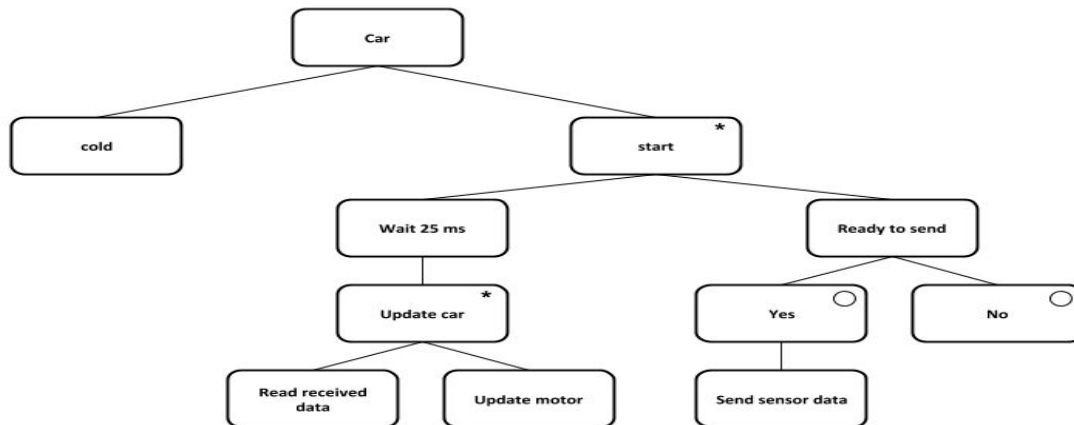 Car
cold
start
*
Wait 25 ms
Ready to send
Update car
*
Yes
No
Read received
data
Update motor
Send sensor data